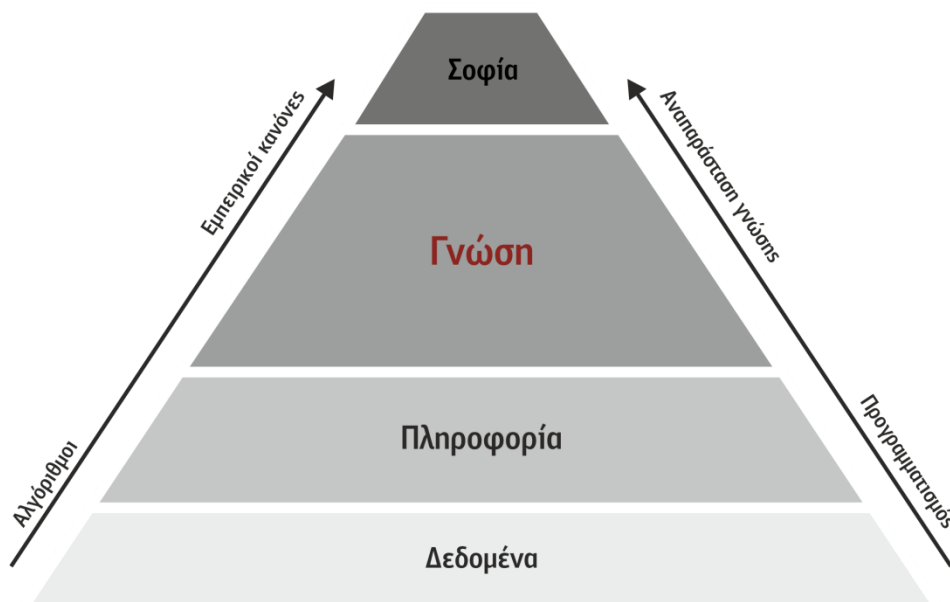 Σοφία
Εμπειρικοί κανόνες
Αναπαράσταση γνώσης
Γνώση
Πληροφορία
Αλγόριθμοι
Προγραμματισμός
Δεδομένα